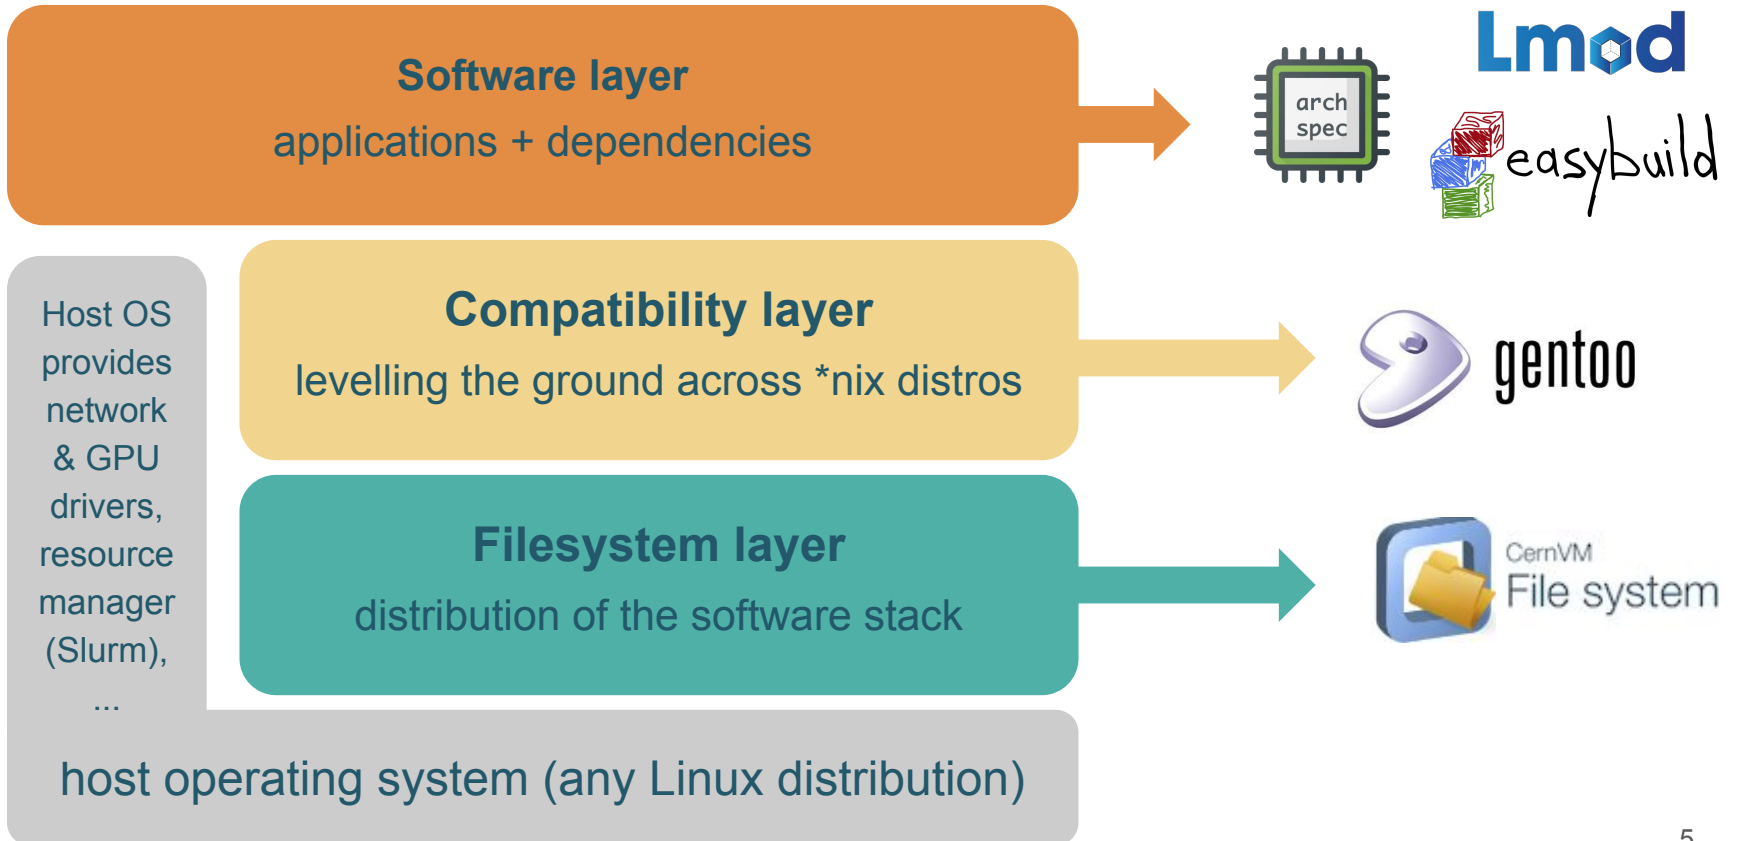 Software layer
applications + dependencies
arch
spec
Lmod
easybuild
Host OS
provides
network
& GPU
drivers,
resource
manager
(Slurm),
...
Compatibility layer
levelling the ground across *nix distros
gentoo
Filesystem layer
distribution of the software stack
CernVM
File system
host operating system (any Linux distribution)
5